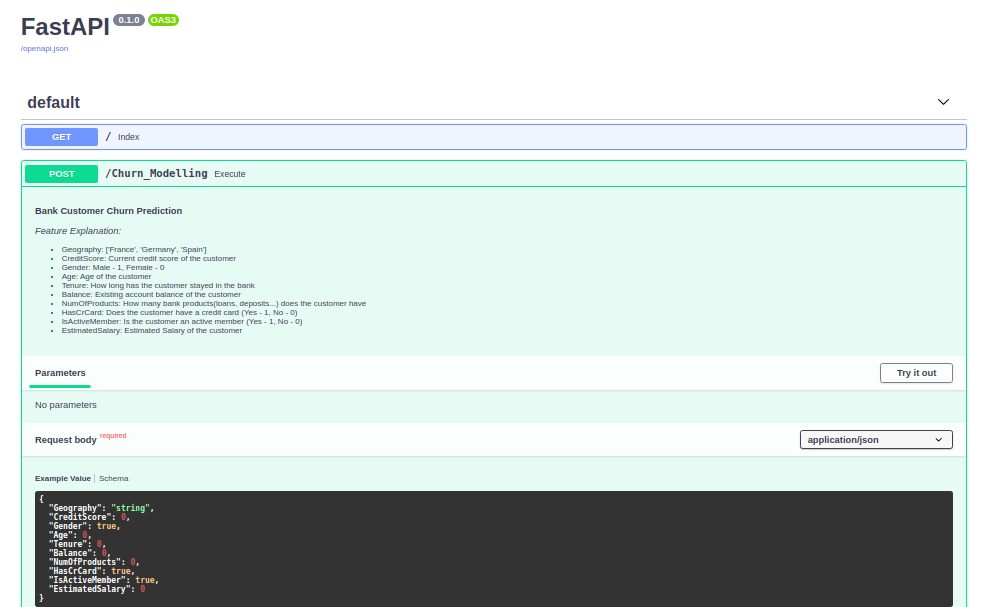 FastAPI 0.1.0 OAS3
/openapi.json
default
GET / Index
POST /Churn_Modelling Execute
Bank Customer Churn Prediction
Feature Explanation:
• Geography: ['France', 'Germany', 'Spain']
• CreditScore: Current credit score of the customer
• Gender: Male - 1, Female - 0
• Age: Age of the customer
• Tenure: How long has the customer stayed in the bank
• Balance: Existing account balance of the customer
• NumOfProducts: How many bank products(loans, deposits...) does the customer have
• HasCrCard: Does the customer have a credit card (Yes - 1, No - 0)
• IsActiveMember: Is the customer an active member (Yes - 1, No - 0)
• EstimatedSalary: Estimated Salary of the customer
Parameters Try it out
No parameters
Request body required application/json
Example Value | Schema
{
  "Geography": "string",
  "CreditScore": 0,
  "Gender": true,
  "Age": 0,
  "Tenure": 0,
  "Balance": 0,
  "NumOfProducts": 0,
  "HasCrCard": true,
  "IsActiveMember": true,
  "EstimatedSalary": 0
}